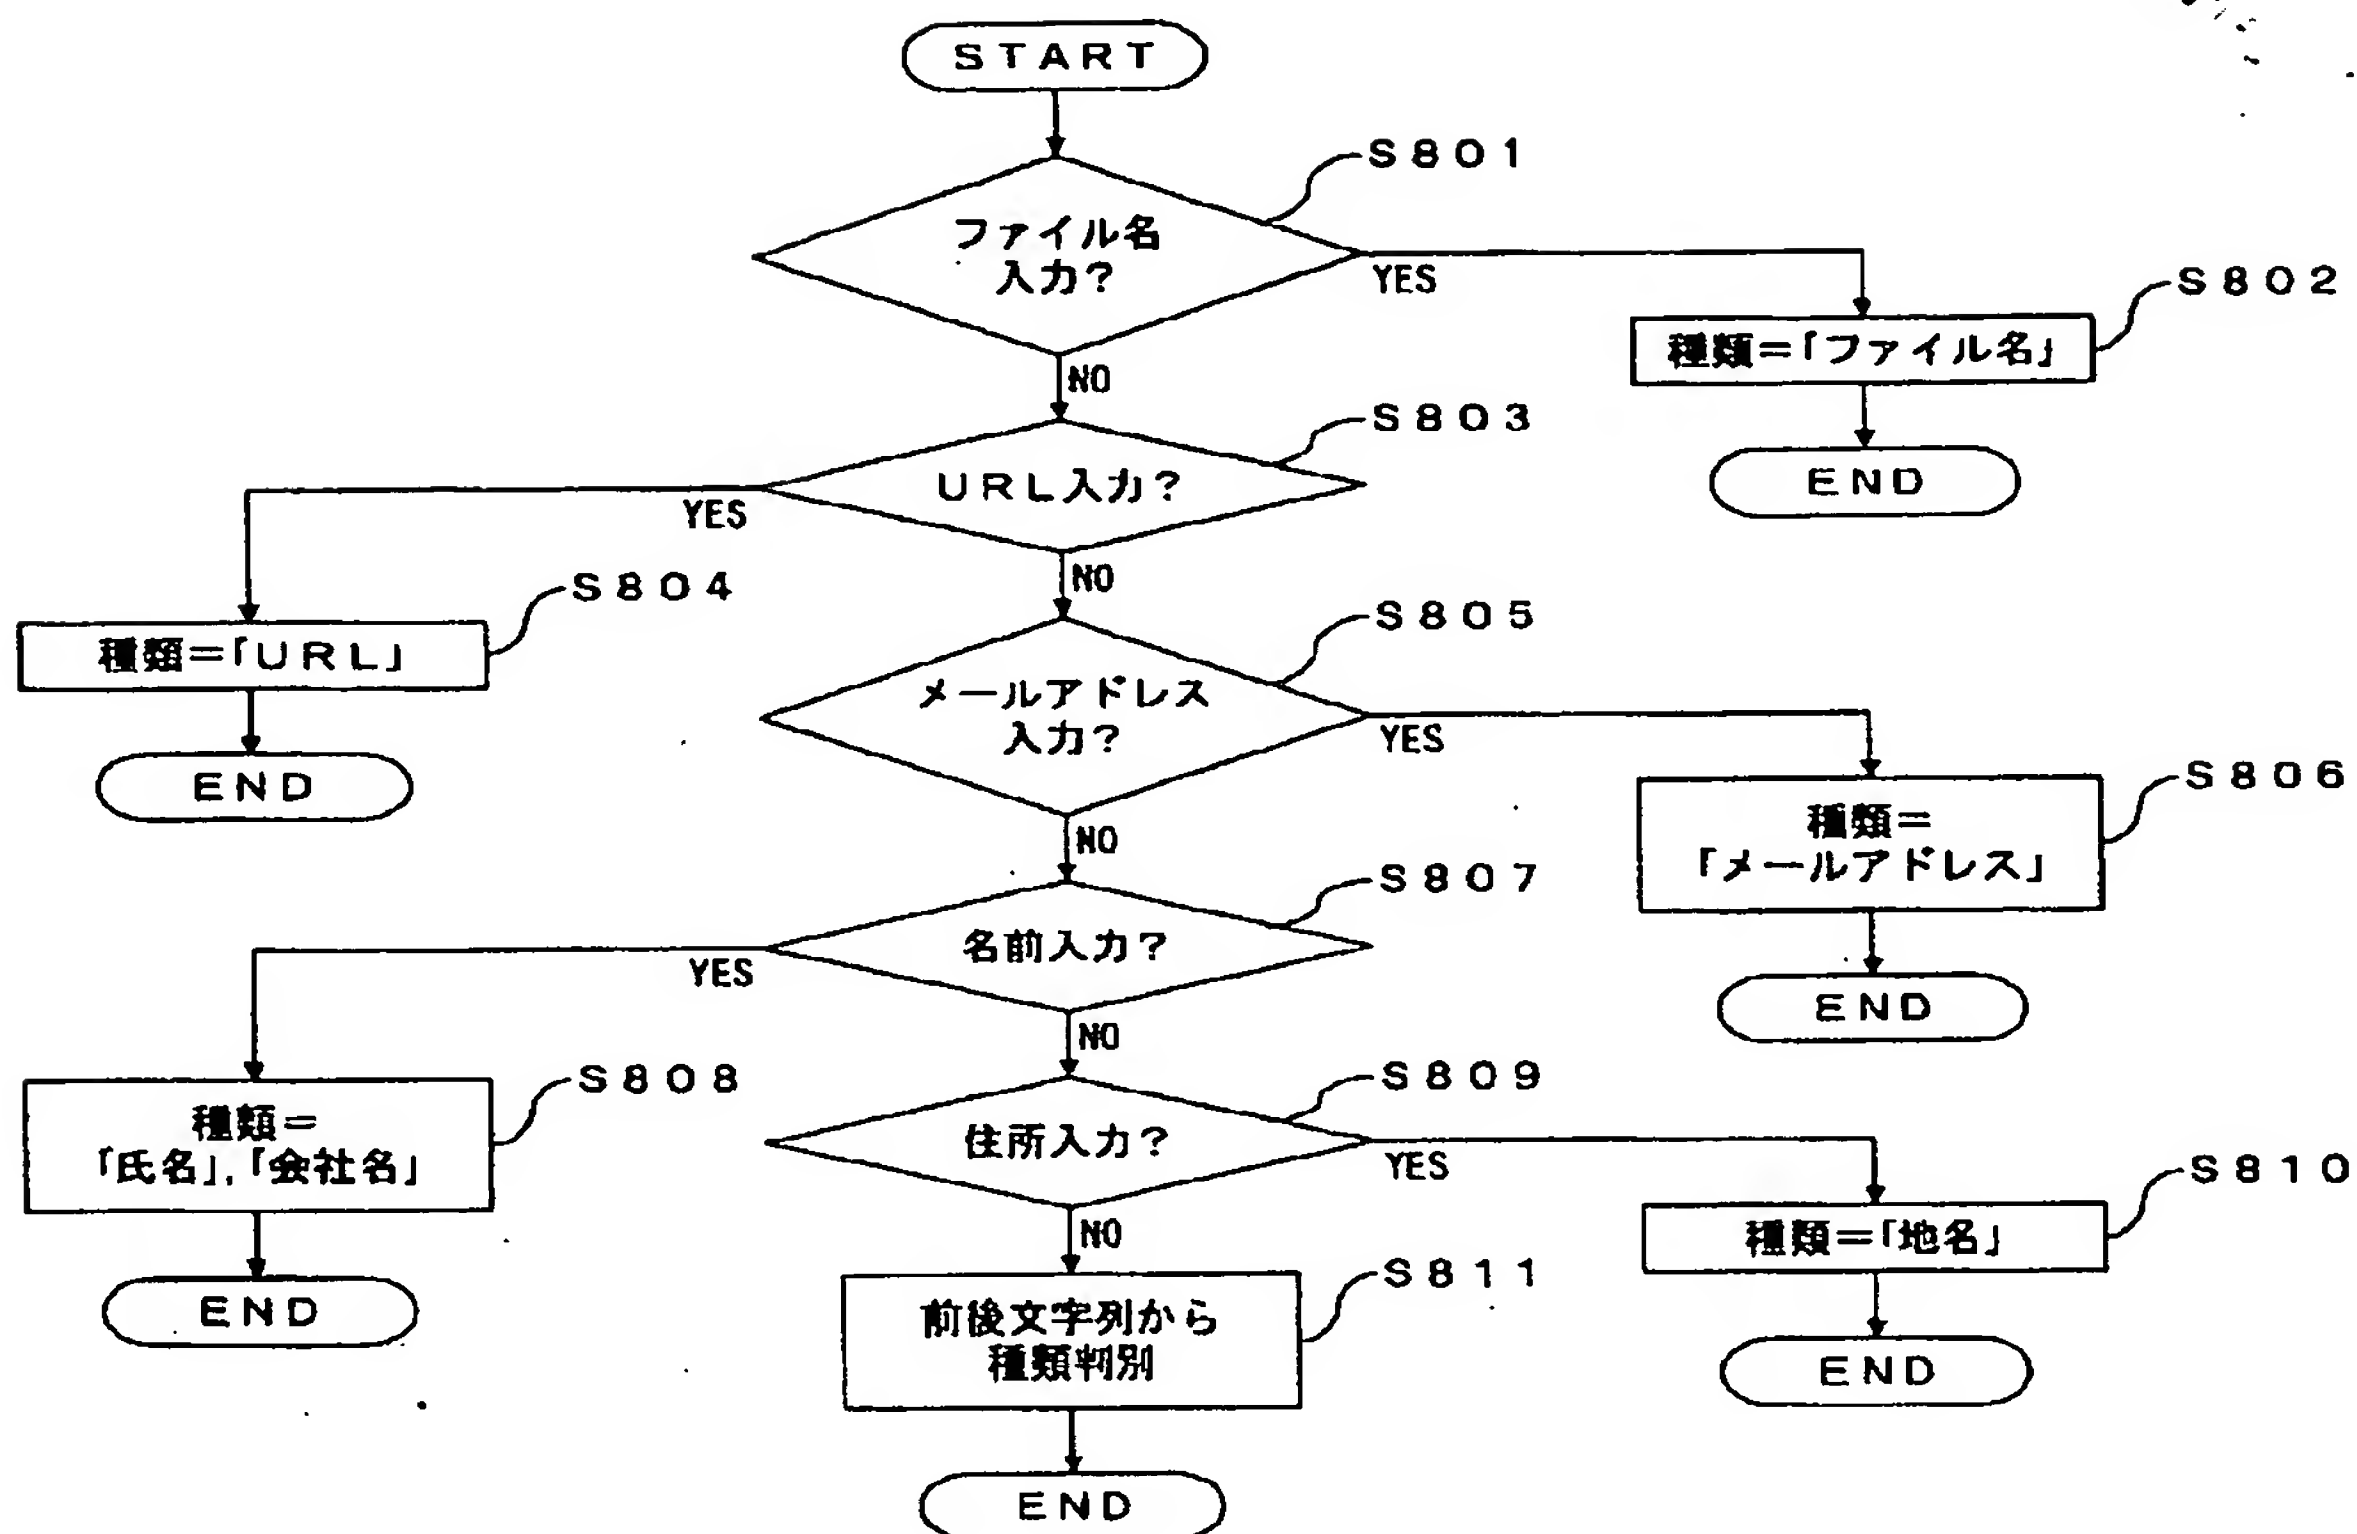 START
S801
ファイル名
入力?
YES
S802
種類=「ファイル名」
NO
END
S803
URL入力?
YES
NO
S804
種類=「URL」
END
S805
メールアドレス
入力?
YES
S806
種類=
「メールアドレス」
NO
END
S807
名前入力?
YES
NO
S808
種類=
「氏名」,「会社名」
END
S809
住所入力?
YES
S810
種類=「地名」
NO
END
S811
前後文字列から
種類判別
END